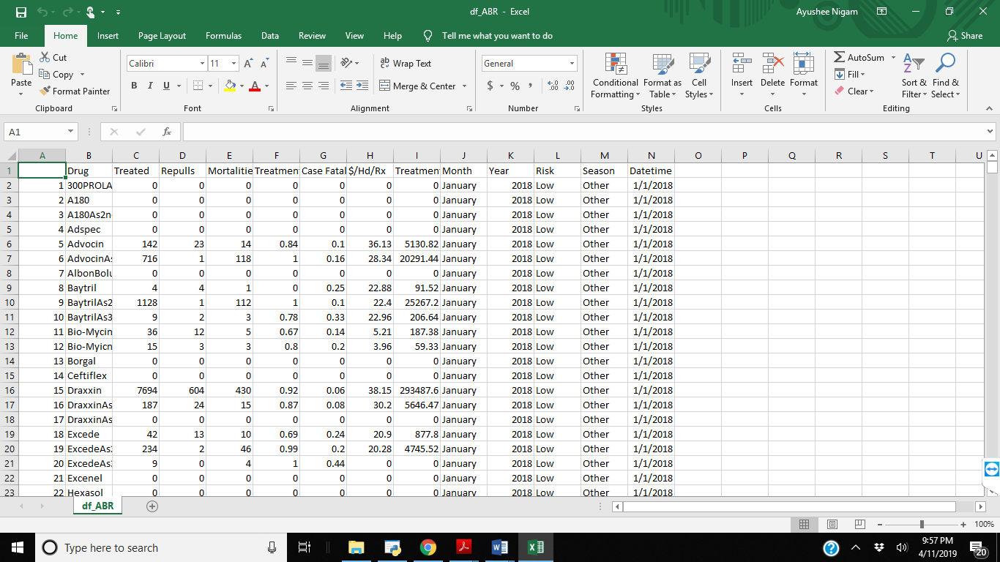 df_ABR - Excel
Ayushee Nigam
File Home Insert Page Layout Formulas Data Review View Help Tell me what you want to do Share
Cut
Copy
Format Painter
Paste
Clipboard
Calibri 11
B I U
Font
Wrap Text
Merge & Center
Alignment
General
$ % ,
Number
Conditional Formatting
Format as Table
Cell Styles
Styles
Insert Delete Format
Cells
AutoSum
Fill
Clear
Sort & Filter
Find & Select
Editing
A1 fx
A B C D E F G H I J K L M N O P Q R S T U
1 Drug Treated Repulls Mortalitie Treatmen Case Fatal $/Hd/Rx Treatmen Month Year Risk Season Datetime
2 1 300PROLA 0 0 0 0 0 0 0 January 2018 Low Other 1/1/2018
3 2 A180 0 0 0 0 0 0 0 January 2018 Low Other 1/1/2018
4 3 A180As2n 0 0 0 0 0 0 0 January 2018 Low Other 1/1/2018
5 4 Adspec 0 0 0 0 0 0 0 January 2018 Low Other 1/1/2018
6 5 Advocin 142 23 14 0.84 0.1 36.13 5130.82 January 2018 Low Other 1/1/2018
7 6 AdvocinAs 716 1 118 1 0.16 28.34 20291.44 January 2018 Low Other 1/1/2018
8 7 AlbonBolu 0 0 0 0 0 0 0 January 2018 Low Other 1/1/2018
9 8 Baytril 4 4 1 0 0.25 22.88 91.52 January 2018 Low Other 1/1/2018
10 9 BaytrilAs2 1128 1 112 1 0.1 22.4 25267.2 January 2018 Low Other 1/1/2018
11 10 BaytrilAs3 9 2 3 0.78 0.33 22.96 206.64 January 2018 Low Other 1/1/2018
12 11 Bio-Mycin 36 12 5 0.67 0.14 5.21 187.38 January 2018 Low Other 1/1/2018
13 12 Bio-Myicn 15 3 3 0.8 0.2 3.96 59.33 January 2018 Low Other 1/1/2018
14 13 Borgal 0 0 0 0 0 0 0 January 2018 Low Other 1/1/2018
15 14 Ceftiflex 0 0 0 0 0 0 0 January 2018 Low Other 1/1/2018
16 15 Draxxin 7694 604 430 0.92 0.06 38.15 293487.6 January 2018 Low Other 1/1/2018
17 16 DraxxinAs 187 24 15 0.87 0.08 30.2 5646.47 January 2018 Low Other 1/1/2018
18 17 DraxxinAs 0 0 0 0 0 0 0 January 2018 Low Other 1/1/2018
19 18 Excede 42 13 10 0.69 0.24 20.9 877.8 January 2018 Low Other 1/1/2018
20 19 ExcedeAs2 234 2 46 0.99 0.2 20.28 4745.52 January 2018 Low Other 1/1/2018
21 20 ExcedeAs 9 0 4 1 0.44 0 0 January 2018 Low Other 1/1/2018
22 21 Excenel 0 0 0 0 0 0 0 January 2018 Low Other 1/1/2018
23 22 Hexasol 0 0 0 0 0 0 0 January 2018 Low Other 1/1/2018
df_ABR
100%
Type here to search
9:57 PM
4/11/2019
20